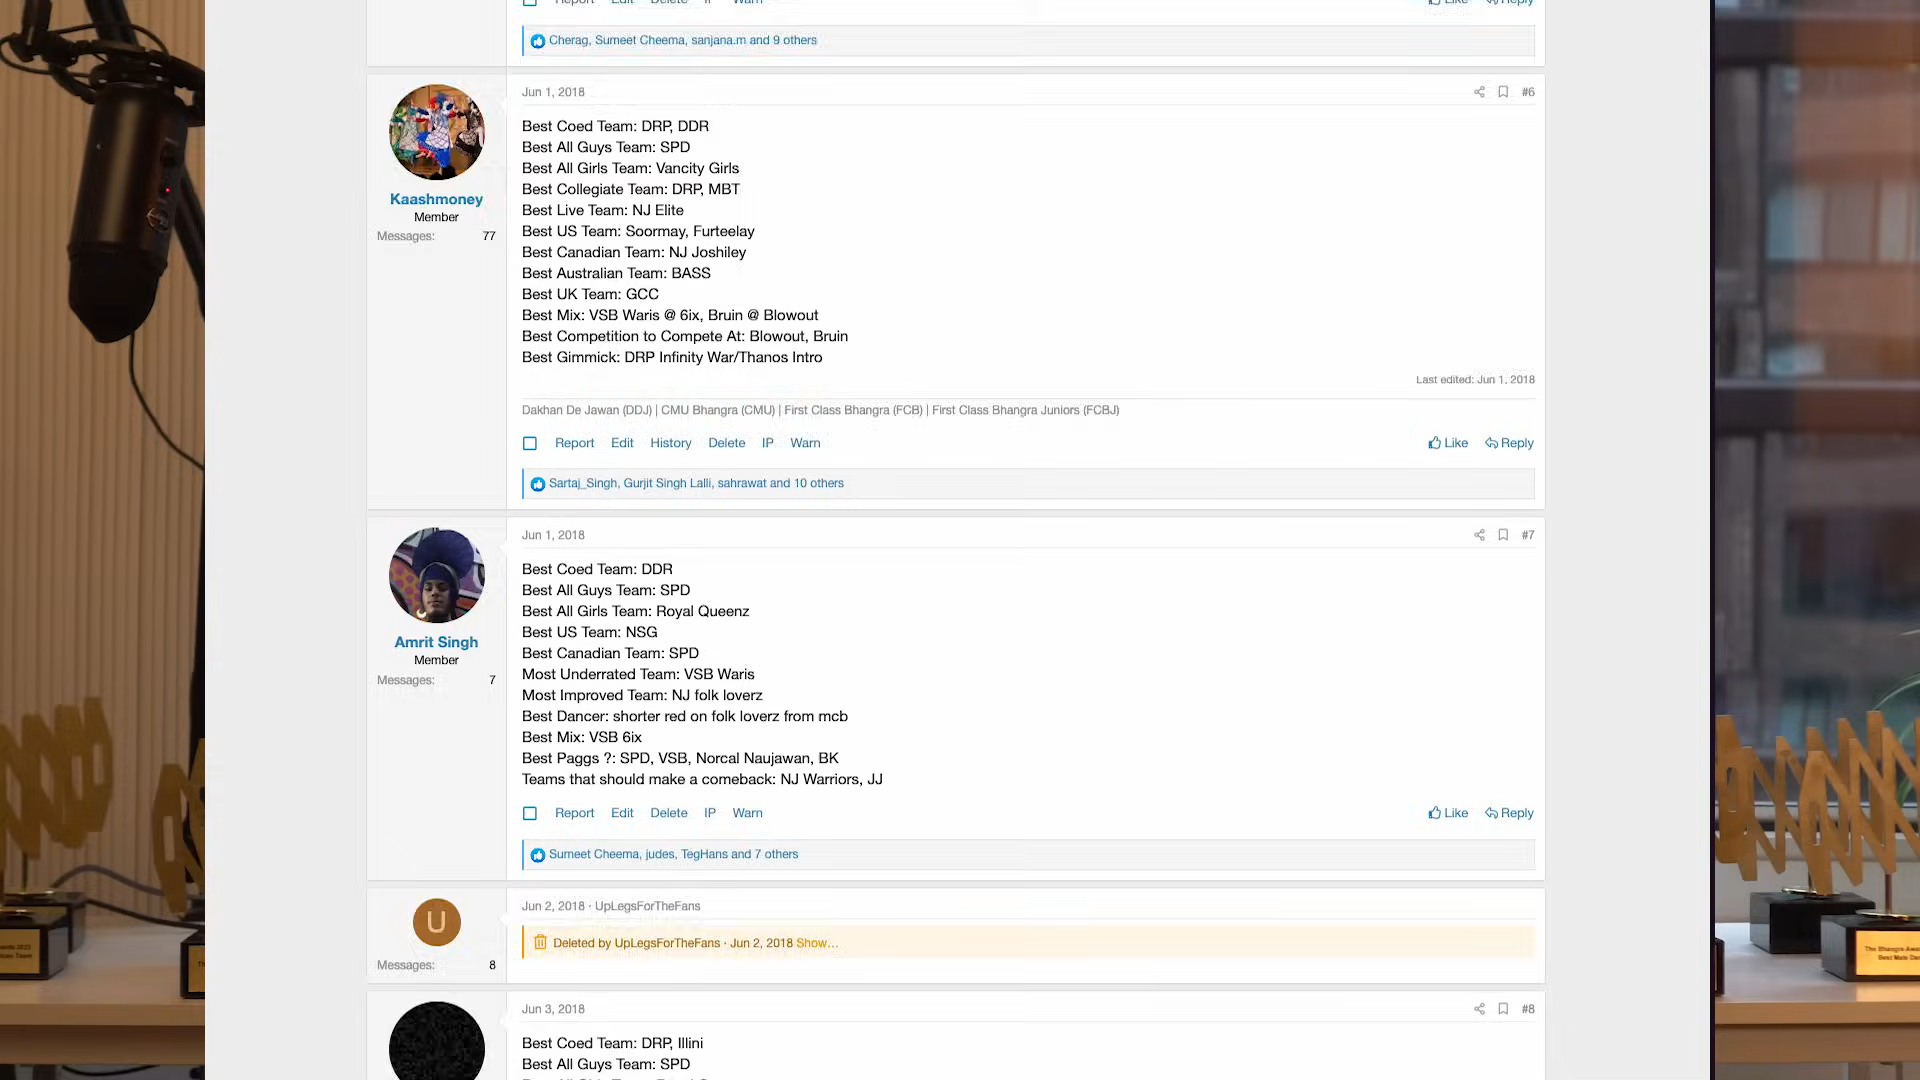 Report Edit Delete IP Warn
Like Reply
Cherag, Sumeet Cheema, sanjana.m and 9 others
Jun 1, 2018
#6
Kaashmoney
Member
Messages: 77
Best Coed Team: DRP, DDR
Best All Guys Team: SPD
Best All Girls Team: Vancity Girls
Best Collegiate Team: DRP, MBT
Best Live Team: NJ Elite
Best US Team: Soormay, Furteelay
Best Canadian Team: NJ Joshiley
Best Australian Team: BASS
Best UK Team: GCC
Best Mix: VSB Waris @ 6ix, Bruin @ Blowout
Best Competition to Compete At: Blowout, Bruin
Best Gimmick: DRP Infinity War/Thanos Intro
Last edited: Jun 1, 2018
Dakhan De Jawan (DDJ) | CMU Bhangra (CMU) | First Class Bhangra (FCB) | First Class Bhangra Juniors (FCBJ)
Report Edit History Delete IP Warn
Like Reply
Sartaj_Singh, Gurjit Singh Lalli, sahrawat and 10 others
Jun 1, 2018
#7
Amrit Singh
Member
Messages: 7
Best Coed Team: DDR
Best All Guys Team: SPD
Best All Girls Team: Royal Queenz
Best US Team: NSG
Best Canadian Team: SPD
Most Underrated Team: VSB Waris
Most Improved Team: NJ folk loverz
Best Dancer: shorter red on folk loverz from mcb
Best Mix: VSB 6ix
Best Paggs ?: SPD, VSB, Norcal Naujawan, BK
Teams that should make a comeback: NJ Warriors, JJ
Report Edit Delete IP Warn
Like Reply
Sumeet Cheema, judes, TegHans and 7 others
U
Messages: 8
Jun 2, 2018 · UpLegsForTheFans
Deleted by UpLegsForTheFans · Jun 2, 2018 Show...
Jun 3, 2018
#8
Best Coed Team: DRP, Illini
Best All Guys Team: SPD
The Bhangra
Best Male